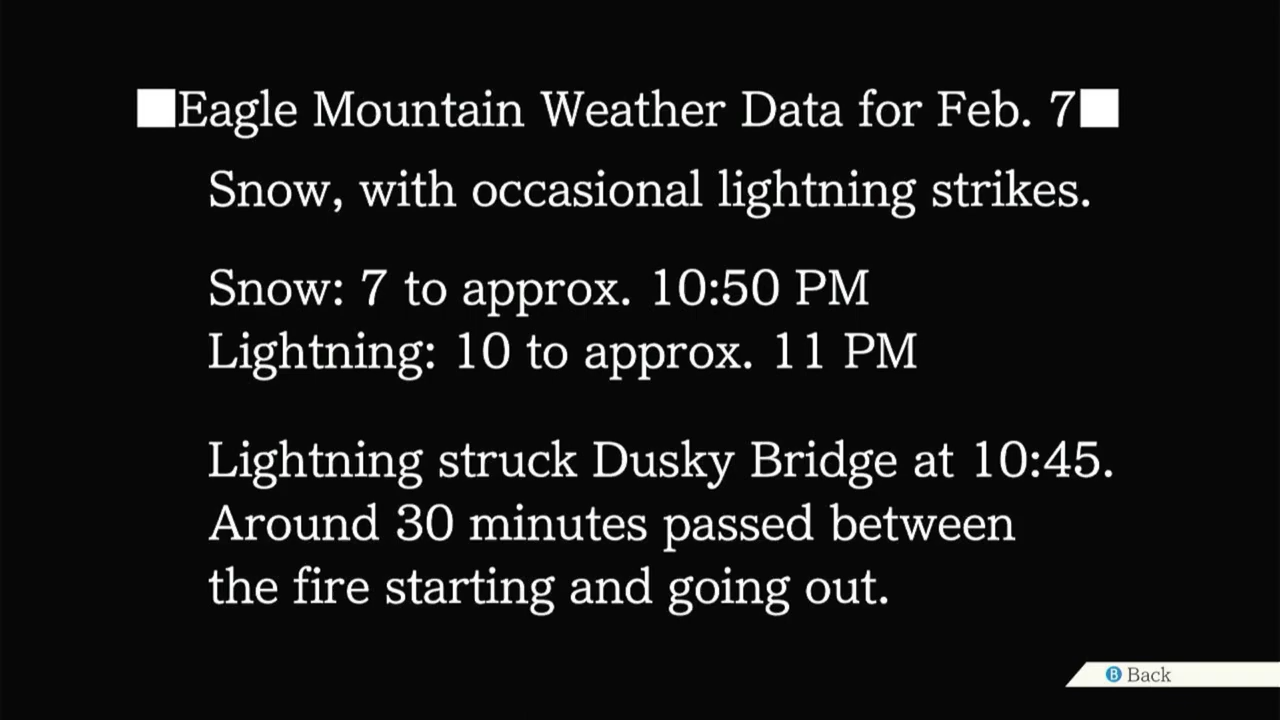 ■Eagle Mountain Weather Data for Feb. 7■
Snow, with occasional lightning strikes.
Snow: 7 to approx. 10:50 PM
Lightning: 10 to approx. 11 PM
Lightning struck Dusky Bridge at 10:45.
Around 30 minutes passed between
the fire starting and going out.
B Back